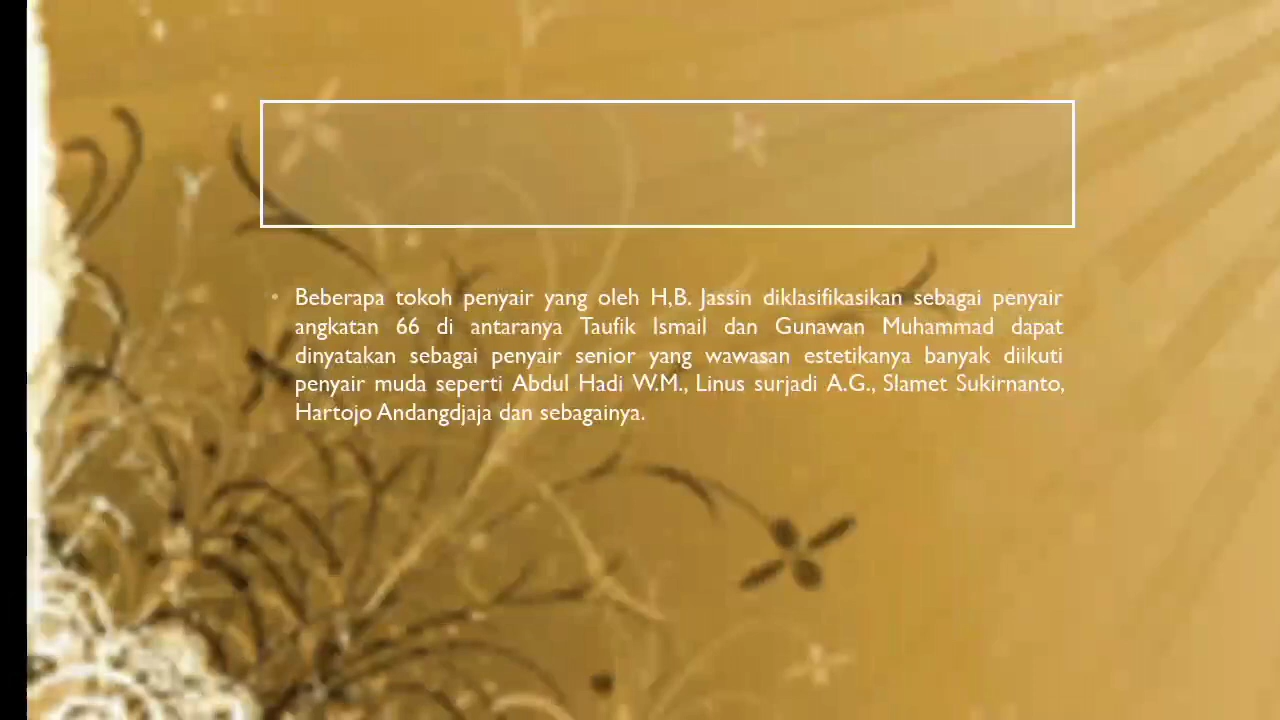 • Beberapa tokoh penyair yang oleh H,B. Jassin diklasifikasikan sebagai penyair
angkatan 66 di antaranya Taufik Ismail dan Gunawan Muhammad dapat
dinyatakan sebagai penyair senior yang wawasan estetikanya banyak diikuti
penyair muda seperti Abdul Hadi W.M., Linus surjadi A.G., Slamet Sukirnanto,
Hartojo Andangdjaja dan sebagainya.